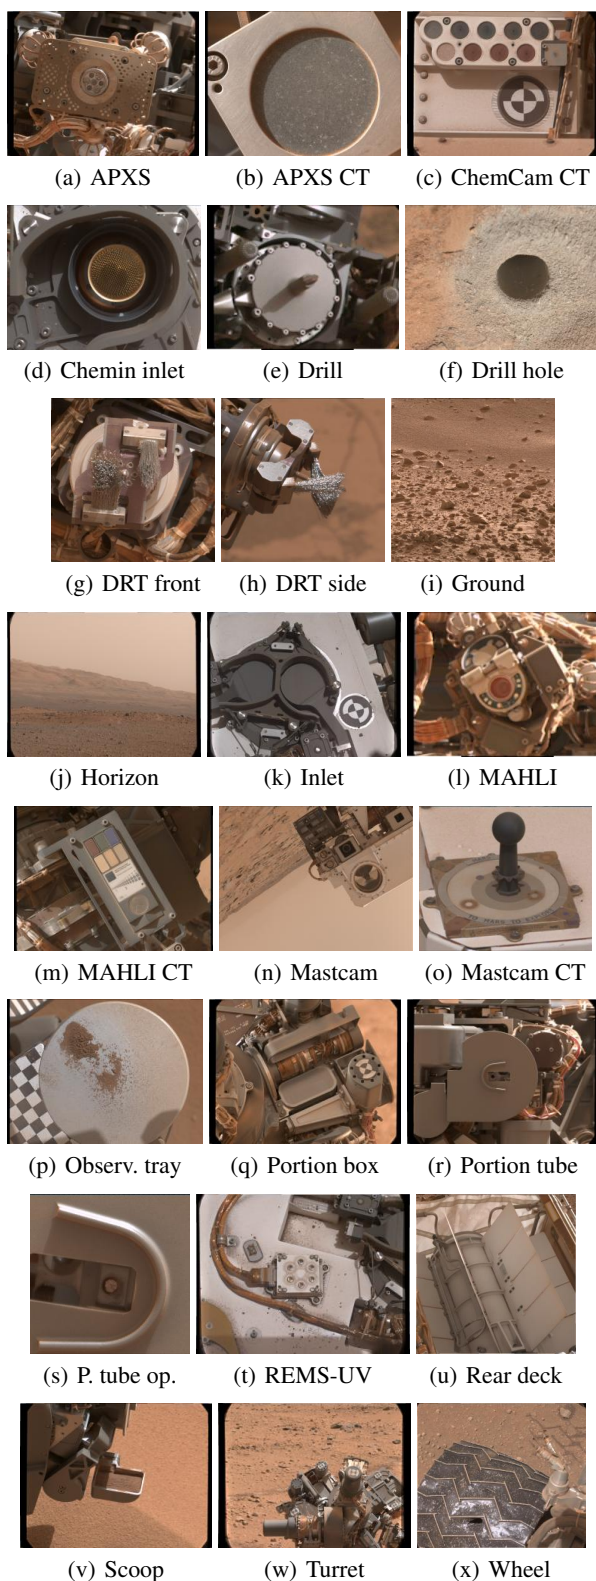 (a) APXS (b) APXS CT (c) ChemCam CT
(d) Chemin inlet (e) Drill (f) Drill hole
(g) DRT front (h) DRT side (i) Ground
(j) Horizon (k) Inlet (l) MAHLI
(m) MAHLI CT (n) Mastcam (o) Mastcam CT
(p) Observ. tray (q) Portion box (r) Portion tube
(s) P. tube op. (t) REMS-UV (u) Rear deck
(v) Scoop (w) Turret (x) Wheel